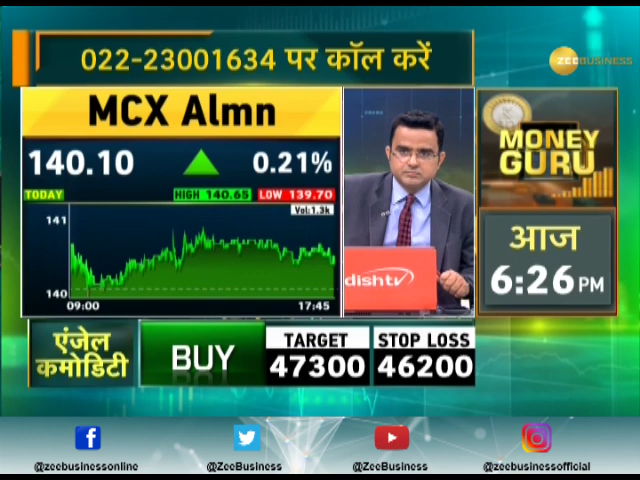 022-23001634 पर कॉल करें
ZEEBUSINESS
MCX Almn
140.10 0.21%
TODAY HIGH 140.65 LOW 139.70
Vol:1.3k
141
140
09:00 17:45
dishtv
MONEY
GURU
आज
6:26 PM
एंजेल
कमोडिटी
BUY
TARGET
47300
STOP LOSS
46200
@zeebusinessonline
@ZeeBusiness
@ZeeBusiness
@zeebusinessofficial